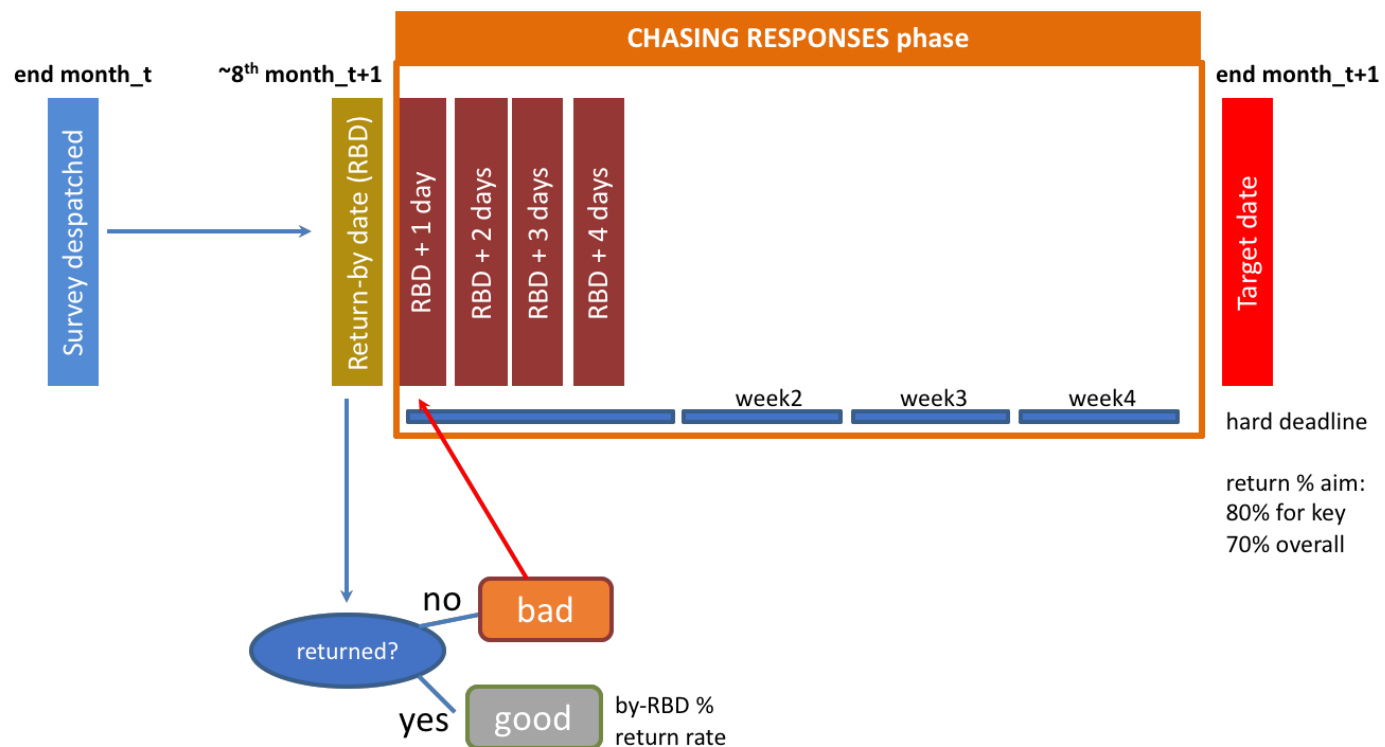 CHASING RESPONSES phase
end month_t
~8th month_t+1
end month_t+1
Survey despatched
Return-by date (RBD)
RBD + 1 day
RBD + 2 days
RBD + 3 days
RBD + 4 days
Target date
week2
week3
week4
hard deadline
return % aim:
80% for key
70% overall
no
bad
returned?
yes
good
by-RBD %
return rate